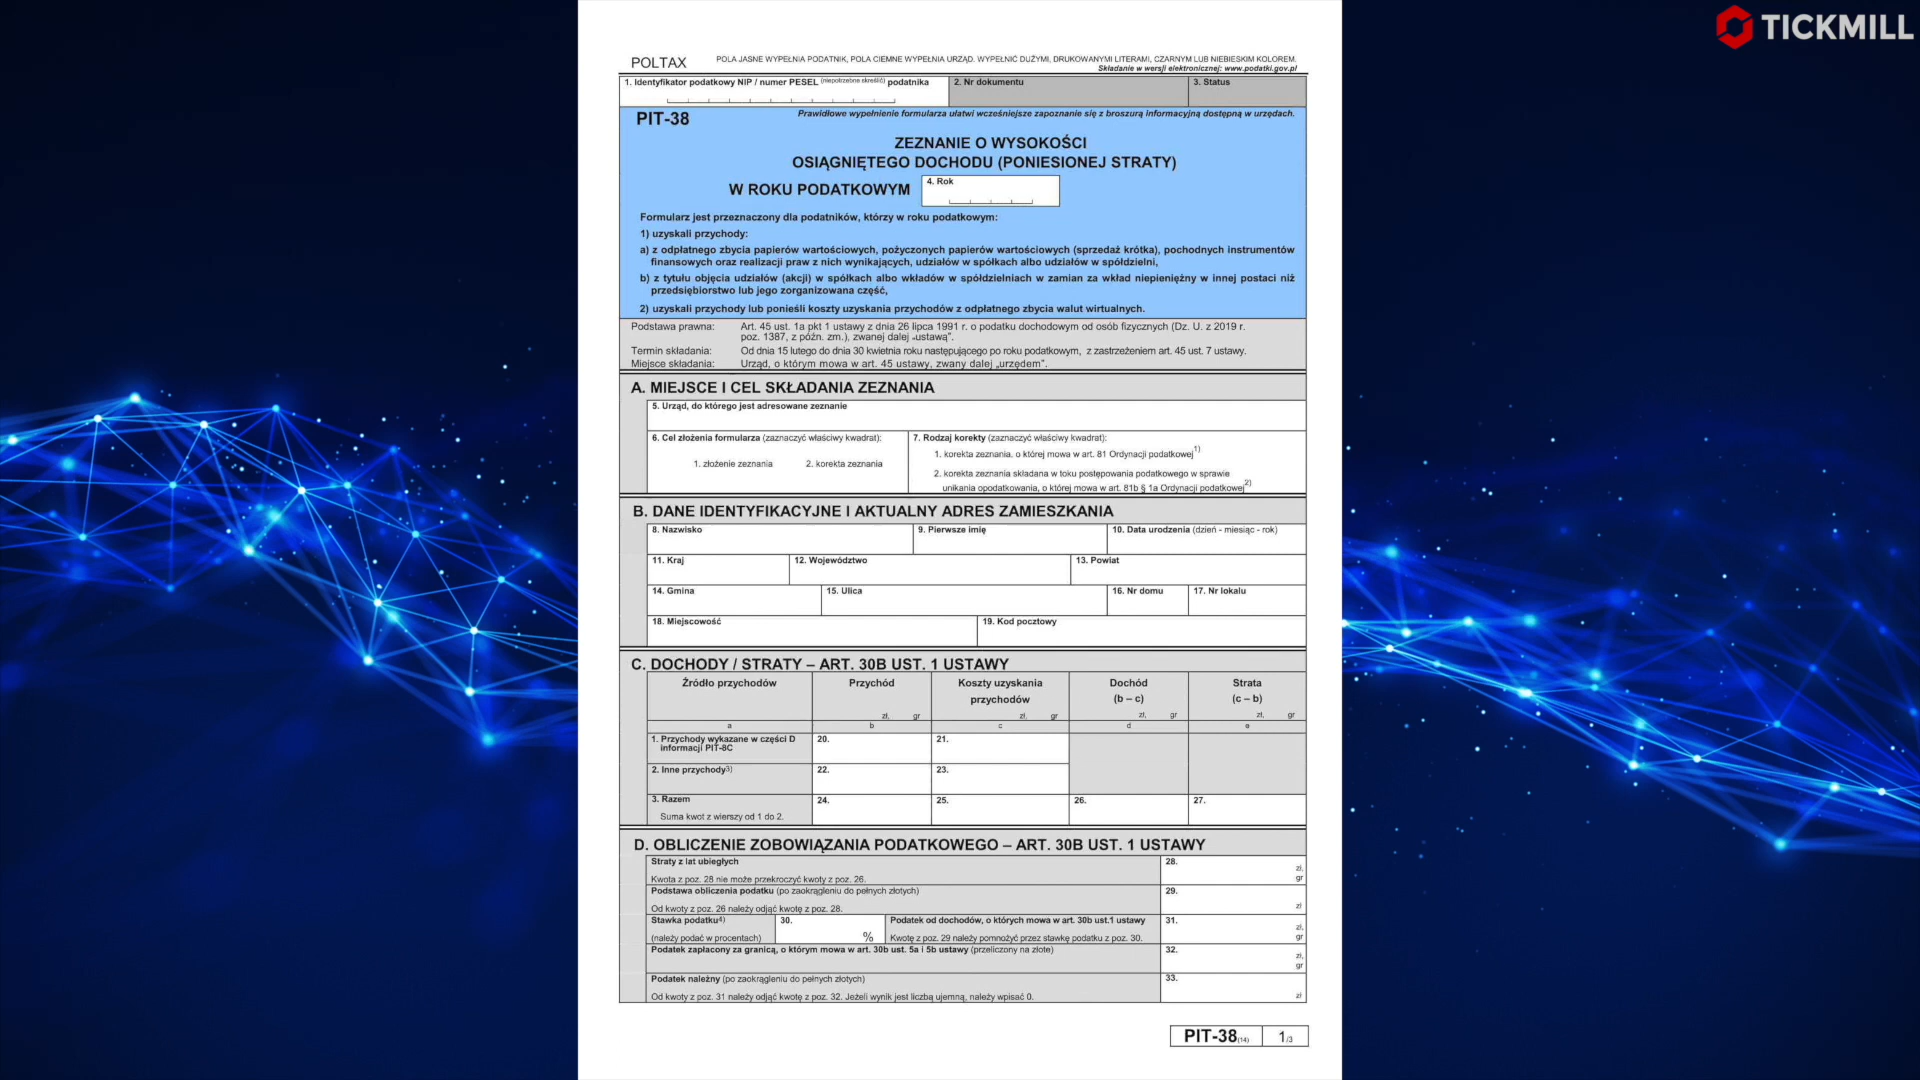 TICKMILL
POLTAX
POLA JASNE WYPEŁNIA PODATNIK, POLA CIEMNE WYPEŁNIA URZĄD. WYPEŁNIĆ DUŻYMI, DRUKOWANYMI LITERAMI, CZARNYM LUB NIEBIESKIM KOLOREM.
Składanie w wersji elektronicznej: www.podatki.gov.pl
1. Identyfikator podatkowy NIP / numer PESEL (niepotrzebne skreślić) podatnika
2. Nr dokumentu
3. Status
PIT-38
Prawidłowe wypełnienie formularza ułatwi wcześniejsze zapoznanie się z broszurą informacyjną dostępną w urzędach.
ZEZNANIE O WYSOKOŚCI
OSIĄGNIĘTEGO DOCHODU (PONIESIONEJ STRATY)
W ROKU PODATKOWYM
4. Rok
Formularz jest przeznaczony dla podatników, którzy w roku podatkowym:
1) uzyskali przychody:
a) z odpłatnego zbycia papierów wartościowych, pożyczonych papierów wartościowych (sprzedaż krótka), pochodnych instrumentów
finansowych oraz realizacji praw z nich wynikających, udziałów w spółkach albo udziałów w spółdzielni,
b) z tytułu objęcia udziałów (akcji) w spółkach albo wkładów w spółdzielniach w zamian za wkład niepieniężny w innej postaci niż
przedsiębiorstwo lub jego zorganizowana część,
2) uzyskali przychody lub ponieśli koszty uzyskania przychodów z odpłatnego zbycia walut wirtualnych.
Podstawa prawna: Art. 45 ust. 1a pkt 1 ustawy z dnia 26 lipca 1991 r. o podatku dochodowym od osób fizycznych (Dz. U. z 2019 r.
poz. 1387, z późn. zm.), zwanej dalej „ustawą”.
Termin składania: Od dnia 15 lutego do dnia 30 kwietnia roku następującego po roku podatkowym, z zastrzeżeniem art. 45 ust. 7 ustawy.
Miejsce składania: Urząd, o którym mowa w art. 45 ustawy, zwany dalej „urzędem”.
A. MIEJSCE I CEL SKŁADANIA ZEZNANIA
5. Urząd, do którego jest adresowane zeznanie
6. Cel złożenia formularza (zaznaczyć właściwy kwadrat):
1. złożenie zeznania 2. korekta zeznania
7. Rodzaj korekty (zaznaczyć właściwy kwadrat):
1. korekta zeznania, o której mowa w art. 81 Ordynacji podatkowej1)
2. korekta zeznania składana w toku postępowania podatkowego w sprawie
unikania opodatkowania, o której mowa w art. 81b § 1a Ordynacji podatkowej2)
B. DANE IDENTYFIKACYJNE I AKTUALNY ADRES ZAMIESZKANIA
8. Nazwisko
9. Pierwsze imię
10. Data urodzenia (dzień - miesiąc - rok)
11. Kraj
12. Województwo
13. Powiat
14. Gmina
15. Ulica
16. Nr domu
17. Nr lokalu
18. Miejscowość
19. Kod pocztowy
C. DOCHODY / STRATY – ART. 30B UST. 1 USTAWY
Źródło przychodów
Przychód
zł, gr
Koszty uzyskania
przychodów
zł, gr
Dochód
(b – c)
zł, gr
Strata
(c – b)
zł, gr
a b c d e
1. Przychody wykazane w części D
informacji PIT-8C
20.
21.
2. Inne przychody3)
22.
23.
3. Razem
Suma kwot z wierszy od 1 do 2.
24.
25.
26.
27.
D. OBLICZENIE ZOBOWIĄZANIA PODATKOWEGO – ART. 30B UST. 1 USTAWY
Straty z lat ubiegłych
Kwota z poz. 28 nie może przekroczyć kwoty z poz. 26.
28.
zł, gr
Podstawa obliczenia podatku (po zaokrągleniu do pełnych złotych)
Od kwoty z poz. 26 należy odjąć kwotę z poz. 28.
29.
zł
Stawka podatku4)
(należy podać w procentach)
30.
%
Podatek od dochodów, o których mowa w art. 30b ust.1 ustawy
Kwotę z poz. 29 należy pomnożyć przez stawkę podatku z poz. 30.
31.
zł, gr
Podatek zapłacony za granicą, o którym mowa w art. 30b ust. 5a i 5b ustawy (przeliczony na złote)
32.
zł, gr
Podatek należny (po zaokrągleniu do pełnych złotych)
Od kwoty z poz. 31 należy odjąć kwotę z poz. 32. Jeżeli wynik jest liczbą ujemną, należy wpisać 0.
33.
zł
PIT-38(14) 1/3